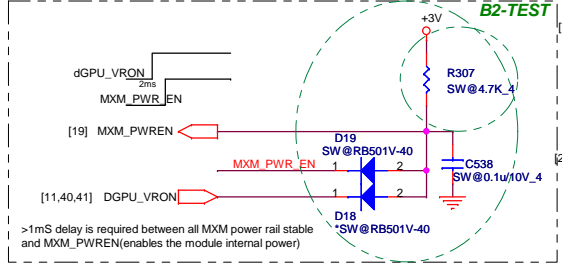 B2-TEST
[
+3V
dGPU_VRON
2ms
MXM_PWR_EN
R307
SW@4.7K_4
[19] MXM_PWREN
D19
SW@RB501V-40
MXM_PWR_EN 1 2
C538
SW@0.1u/10V_4
[2
[11,40,41] DGPU_VRON 1 2
D18
*SW@RB501V-40
>1mS delay is required between all MXM power rail stable
and MXM_PWREN(enables the module internal power)